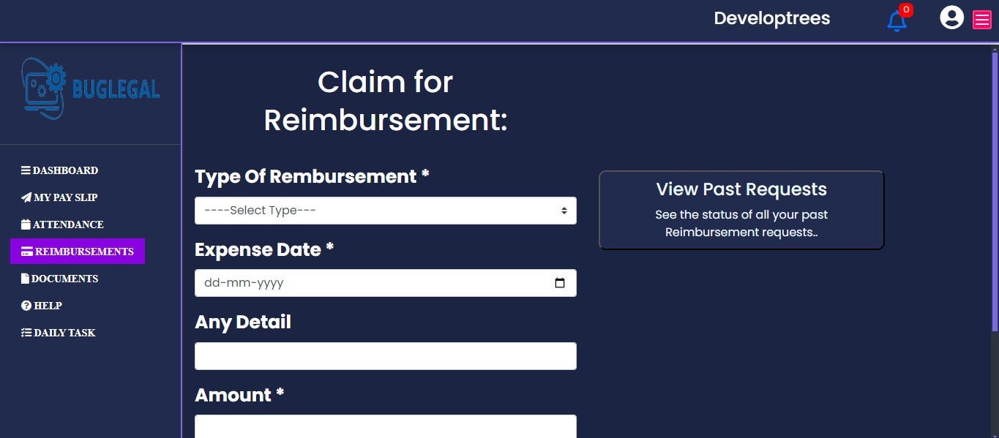 Developtrees
0
BUGLEGAL
DASHBOARD
MY PAY SLIP
ATTENDANCE
REIMBURSEMENTS
DOCUMENTS
HELP
DAILY TASK
Claim for
Reimbursement:
Type Of Rembursement *
----Select Type---
Expense Date *
dd-mm-yyyy
Any Detail
Amount *
View Past Requests
See the status of all your past
Reimbursement requests..